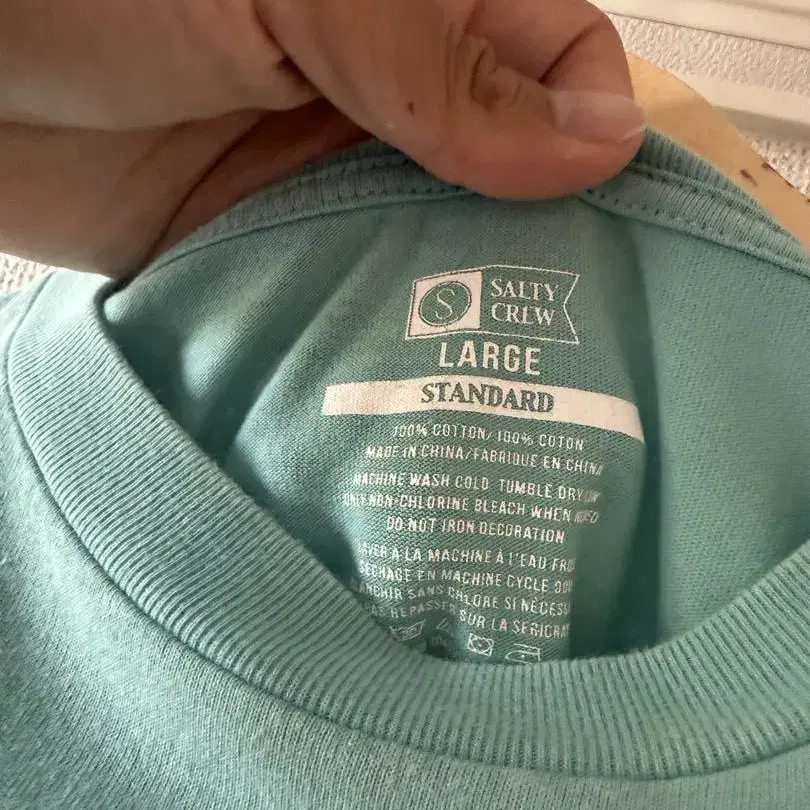 S
SALTY
CREW
LARGE
STANDARD
100% COTTON/ 100% COTON
MADE IN CHINA/FABRIQUE EN CHINA
MACHINE WASH COLD TUMBLE DRY LOW
ONLY NON-CHLORINE BLEACH WHEN
DO NOT IRON DECORATION
A LA MACHINE À L'EAU
EN MACHINE CYCLE
SANS CHLORE SI
REPASSER SUR LA